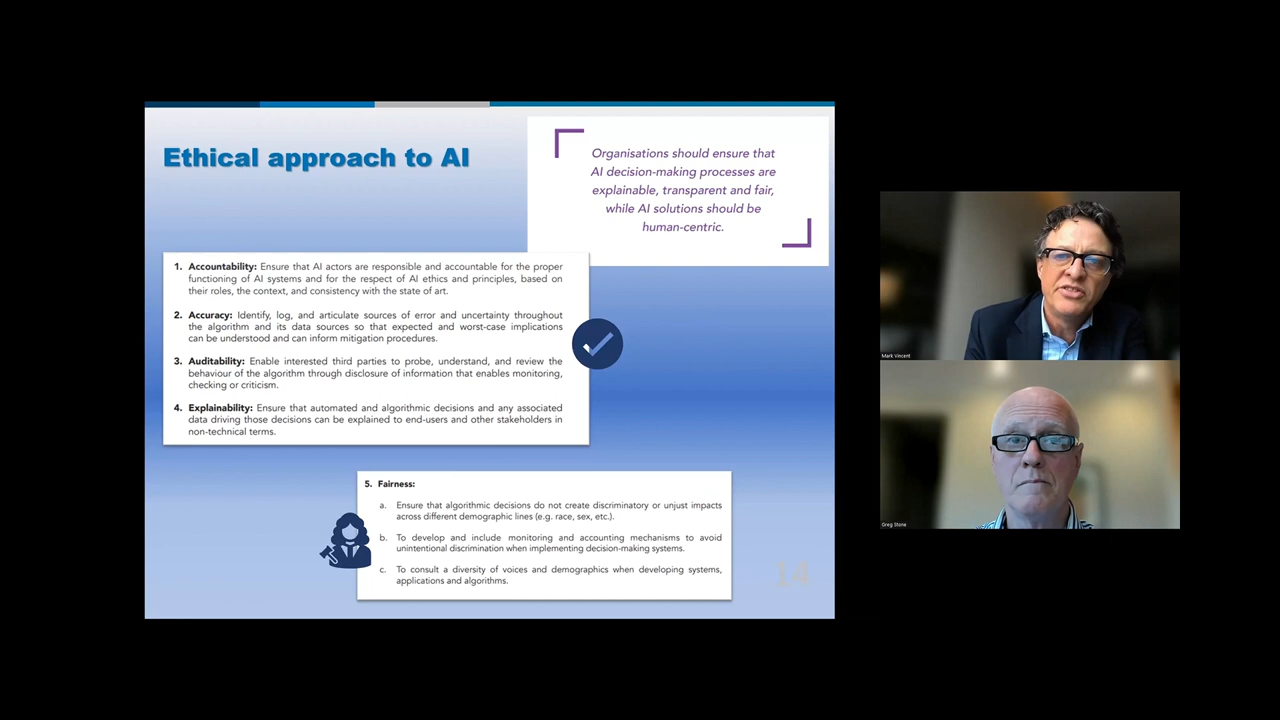 Ethical approach to AI
Organisations should ensure that
AI decision-making processes are
explainable, transparent and fair,
while AI solutions should be
human-centric.
1. Accountability: Ensure that AI actors are responsible and accountable for the proper
functioning of AI systems and for the respect of AI ethics and principles, based on
their roles, the context, and consistency with the state of art.
2. Accuracy: Identify, log, and articulate sources of error and uncertainty throughout
the algorithm and its data sources so that expected and worst-case implications
can be understood and can inform mitigation procedures.
3. Auditability: Enable interested third parties to probe, understand, and review the
behaviour of the algorithm through disclosure of information that enables monitoring,
checking or criticism.
4. Explainability: Ensure that automated and algorithmic decisions and any associated
data driving those decisions can be explained to end-users and other stakeholders in
non-technical terms.
5. Fairness:
a. Ensure that algorithmic decisions do not create discriminatory or unjust impacts
across different demographic lines (e.g. race, sex, etc.).
b. To develop and include monitoring and accounting mechanisms to avoid
unintentional discrimination when implementing decision-making systems.
c. To consult a diversity of voices and demographics when developing systems,
applications and algorithms.
14
Mark Vincent
Greg Stone